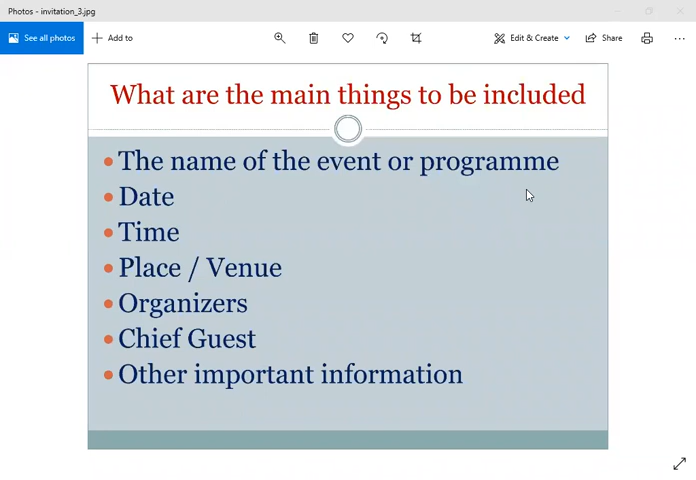 Photos - invitation_3.jpg
See all photos
Add to
Edit & Create
Share
What are the main things to be included
The name of the event or programme
Date
Time
Place / Venue
Organizers
Chief Guest
Other important information